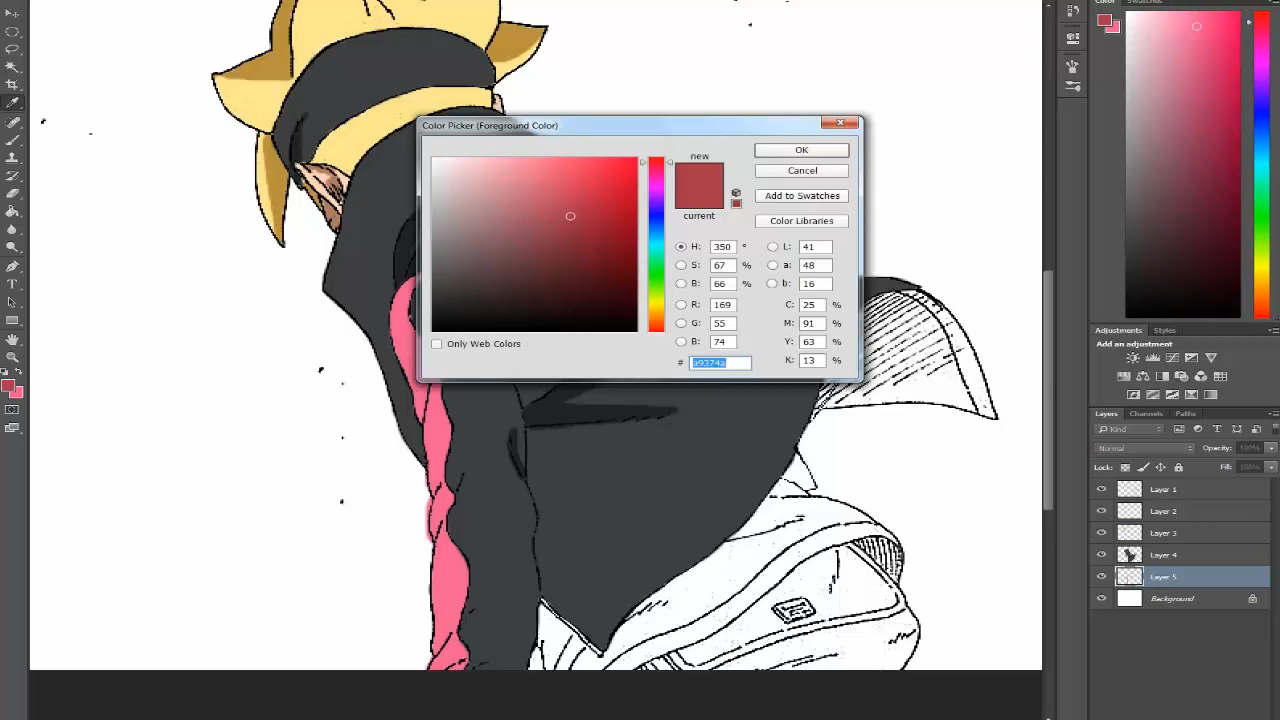 Color Swatches
Color Picker (Foreground Color)
new
current
OK
Cancel
Add to Swatches
Color Libraries
H: 350 °
S: 67 %
B: 66 %
R: 169
G: 55
B: 74
L: 41
a: 48
b: 16
C: 25 %
M: 91 %
Y: 63 %
K: 13 %
# a9374a
Only Web Colors
Adjustments Styles
Add an adjustment
Layers Channels Paths
Kind
Normal Opacity: 100%
Lock: Fill: 100%
Layer 1
Layer 2
Layer 3
Layer 4
Layer 5
Background